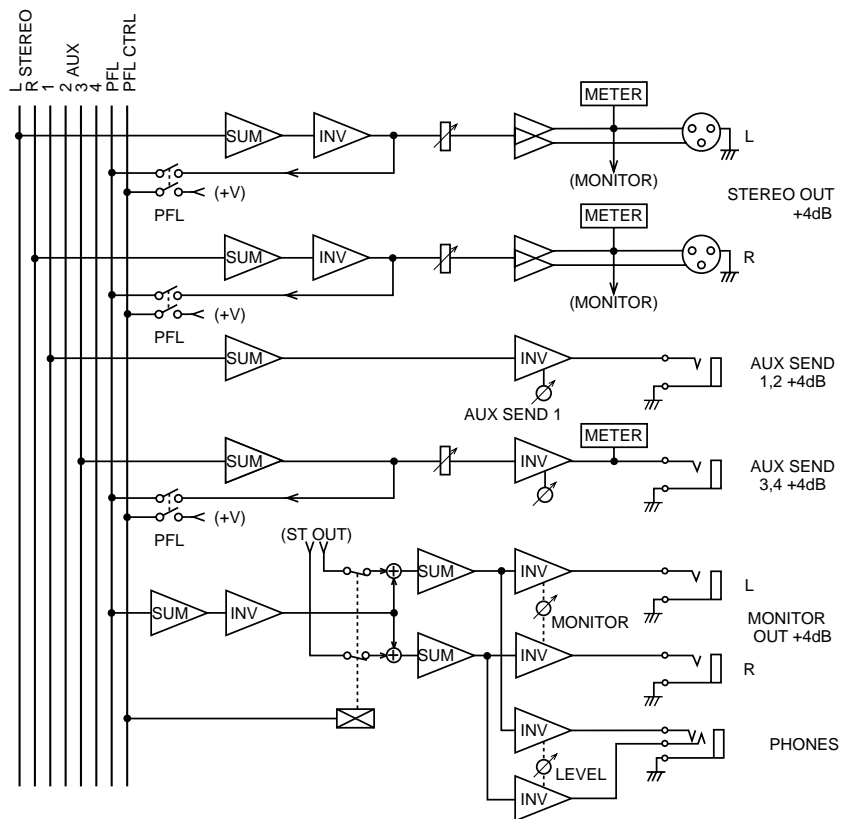 L
R STEREO
1
2 AUX
3
4
PFL
PFL CTRL
METER
SUM
INV
L
(MONITOR)
(+V)
PFL
STEREO OUT
+4dB
METER
SUM
INV
R
(MONITOR)
(+V)
PFL
SUM
INV
AUX SEND
1,2 +4dB
AUX SEND 1
METER
SUM
INV
AUX SEND
3,4 +4dB
(+V)
PFL
(ST OUT)
SUM
INV
L
SUM
INV
MONITOR
MONITOR
OUT +4dB
SUM
INV
R
INV
PHONES
LEVEL
INV